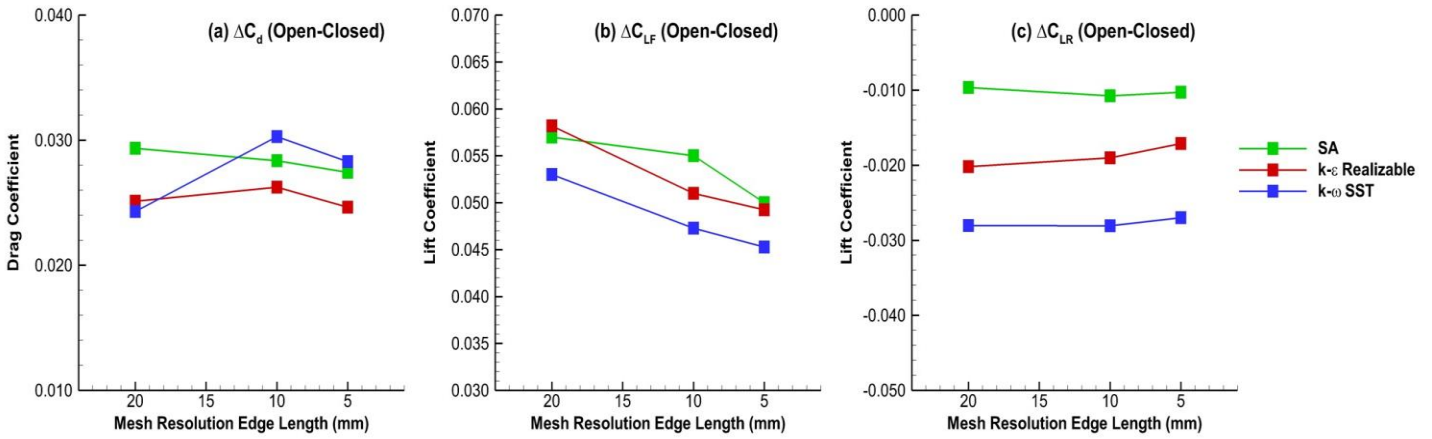 (a) ΔC_d (Open-Closed)
0.040
0.030
0.020
0.010
Drag Coefficient
20 15 10 5
Mesh Resolution Edge Length (mm)
(b) ΔC_LF (Open-Closed)
0.070
0.065
0.060
0.055
0.050
0.045
0.040
0.035
0.030
Lift Coefficient
20 15 10 5
Mesh Resolution Edge Length (mm)
(c) ΔC_LR (Open-Closed)
0.000
-0.010
-0.020
-0.030
-0.040
-0.050
Lift Coefficient
20 15 10 5
Mesh Resolution Edge Length (mm)
SA
k-ε Realizable
k-ω SST